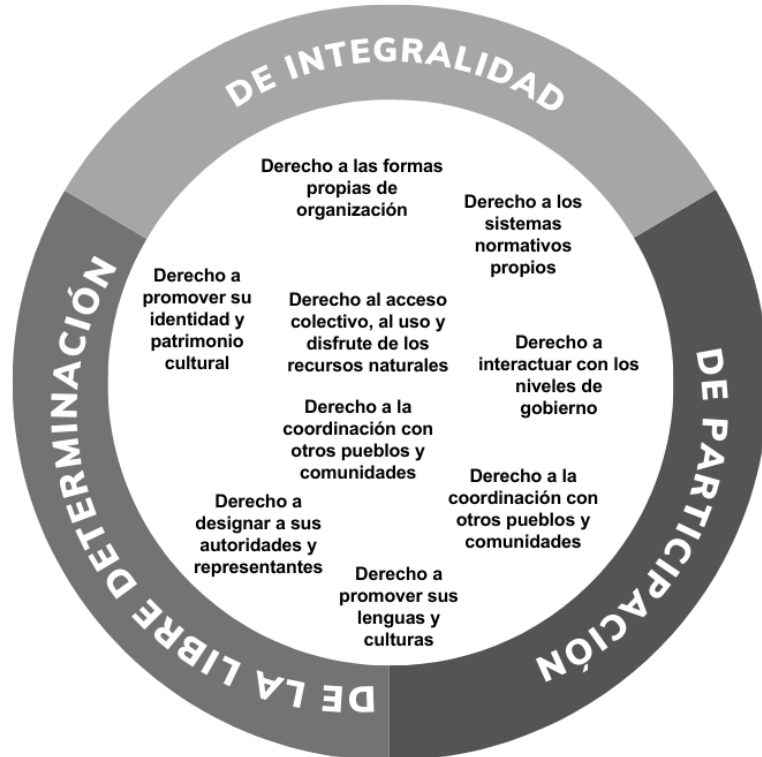 DE INTEGRALIDAD
Derecho a las formas
propias de
organización
Derecho a los
sistemas
normativos
propios
Derecho a
promover su
identidad y
patrimonio
cultural
Derecho al acceso
colectivo, al uso y
disfrute de los
recursos naturales
Derecho a
interactuar con los
niveles de
gobierno
Derecho a la
coordinación con
otros pueblos y
comunidades
Derecho a la
coordinación con
otros pueblos y
comunidades
Derecho a
designar a sus
autoridades y
representantes
Derecho a
promover sus
lenguas y
culturas
DE LA LIBRE DETERMINACIÓN
DE PARTICIPACIÓN